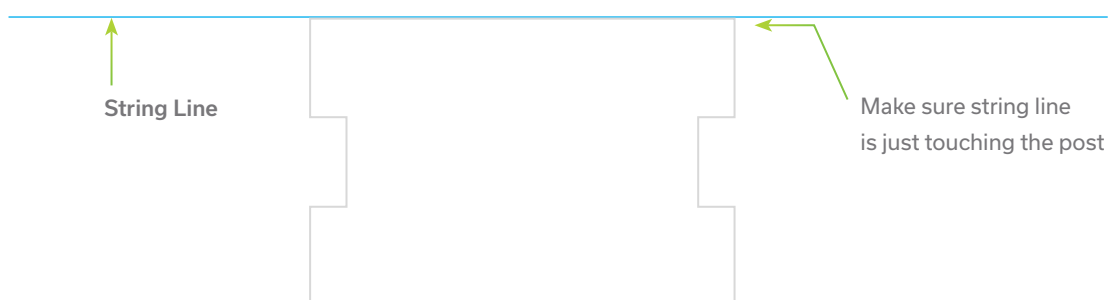 String Line
Make sure string line
is just touching the post